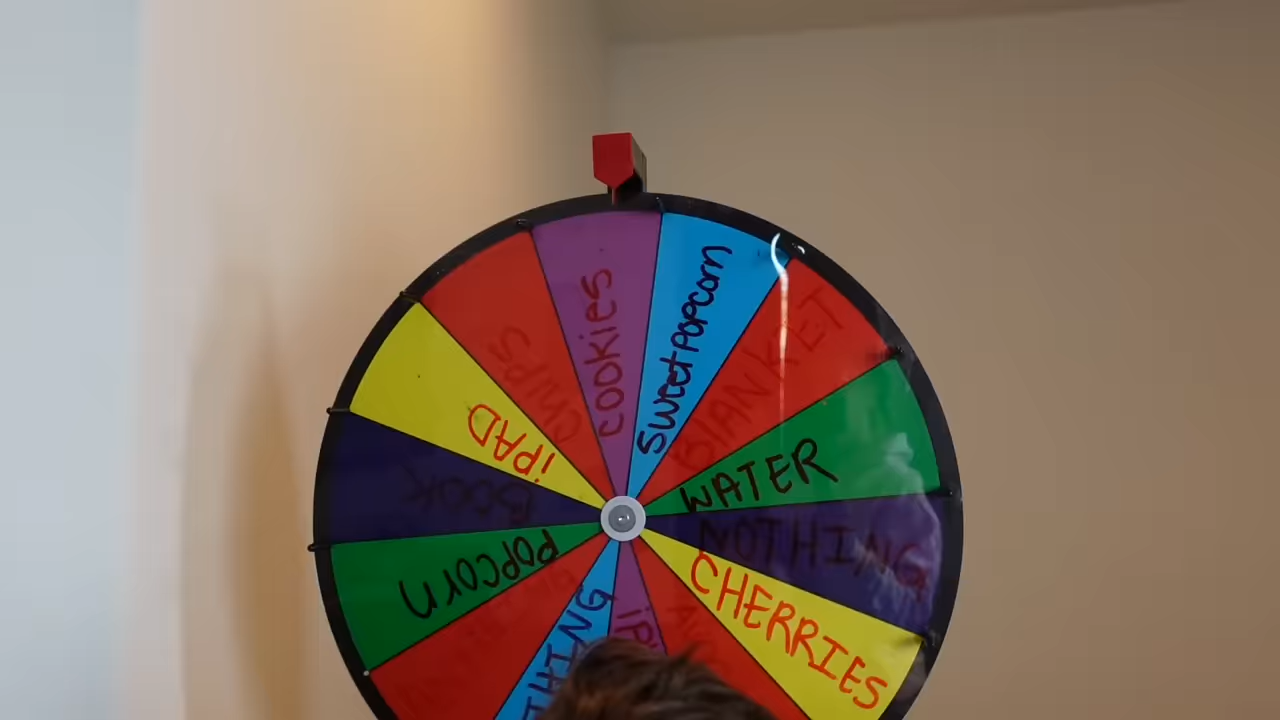 COOKIES
SWEET POPCORN
BLANKET
WATER
NOTHING
CHERRIES
POPCORN
BOOK
iPAD
CHIPS